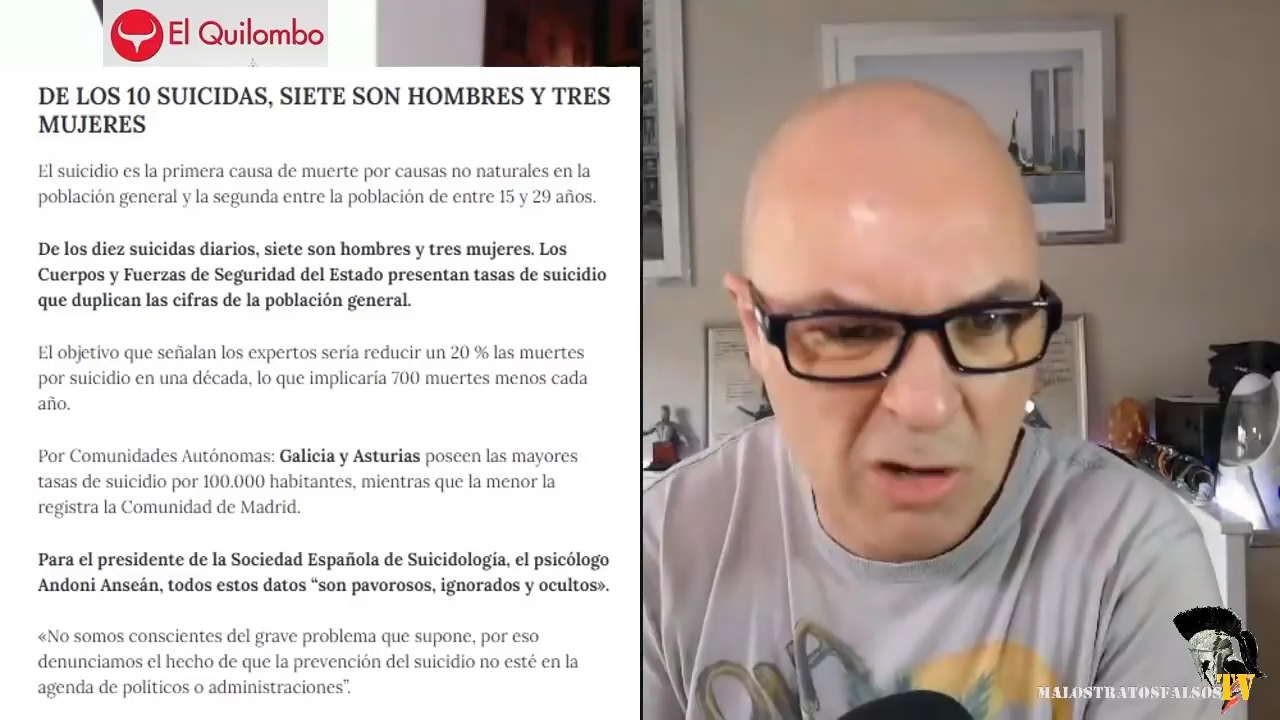 El Quilombo
DE LOS 10 SUICIDAS, SIETE SON HOMBRES Y TRES
MUJERES
El suicidio es la primera causa de muerte por causas no naturales en la
población general y la segunda entre la población de entre 15 y 29 años.
De los diez suicidas diarios, siete son hombres y tres mujeres. Los
Cuerpos y Fuerzas de Seguridad del Estado presentan tasas de suicidio
que duplican las cifras de la población general.
El objetivo que señalan los expertos sería reducir un 20 % las muertes
por suicidio en una década, lo que implicaría 700 muertes menos cada
año.
Por Comunidades Autónomas: Galicia y Asturias poseen las mayores
tasas de suicidio por 100.000 habitantes, mientras que la menor la
registra la Comunidad de Madrid.
Para el presidente de la Sociedad Española de Suicidología, el psicólogo
Andoni Anseán, todos estos datos “son pavorosos, ignorados y ocultos».
«No somos conscientes del grave problema que supone, por eso
denunciamos el hecho de que la prevención del suicidio no esté en la
agenda de políticos o administraciones”.
MALOSTRATOSFALSOS TV